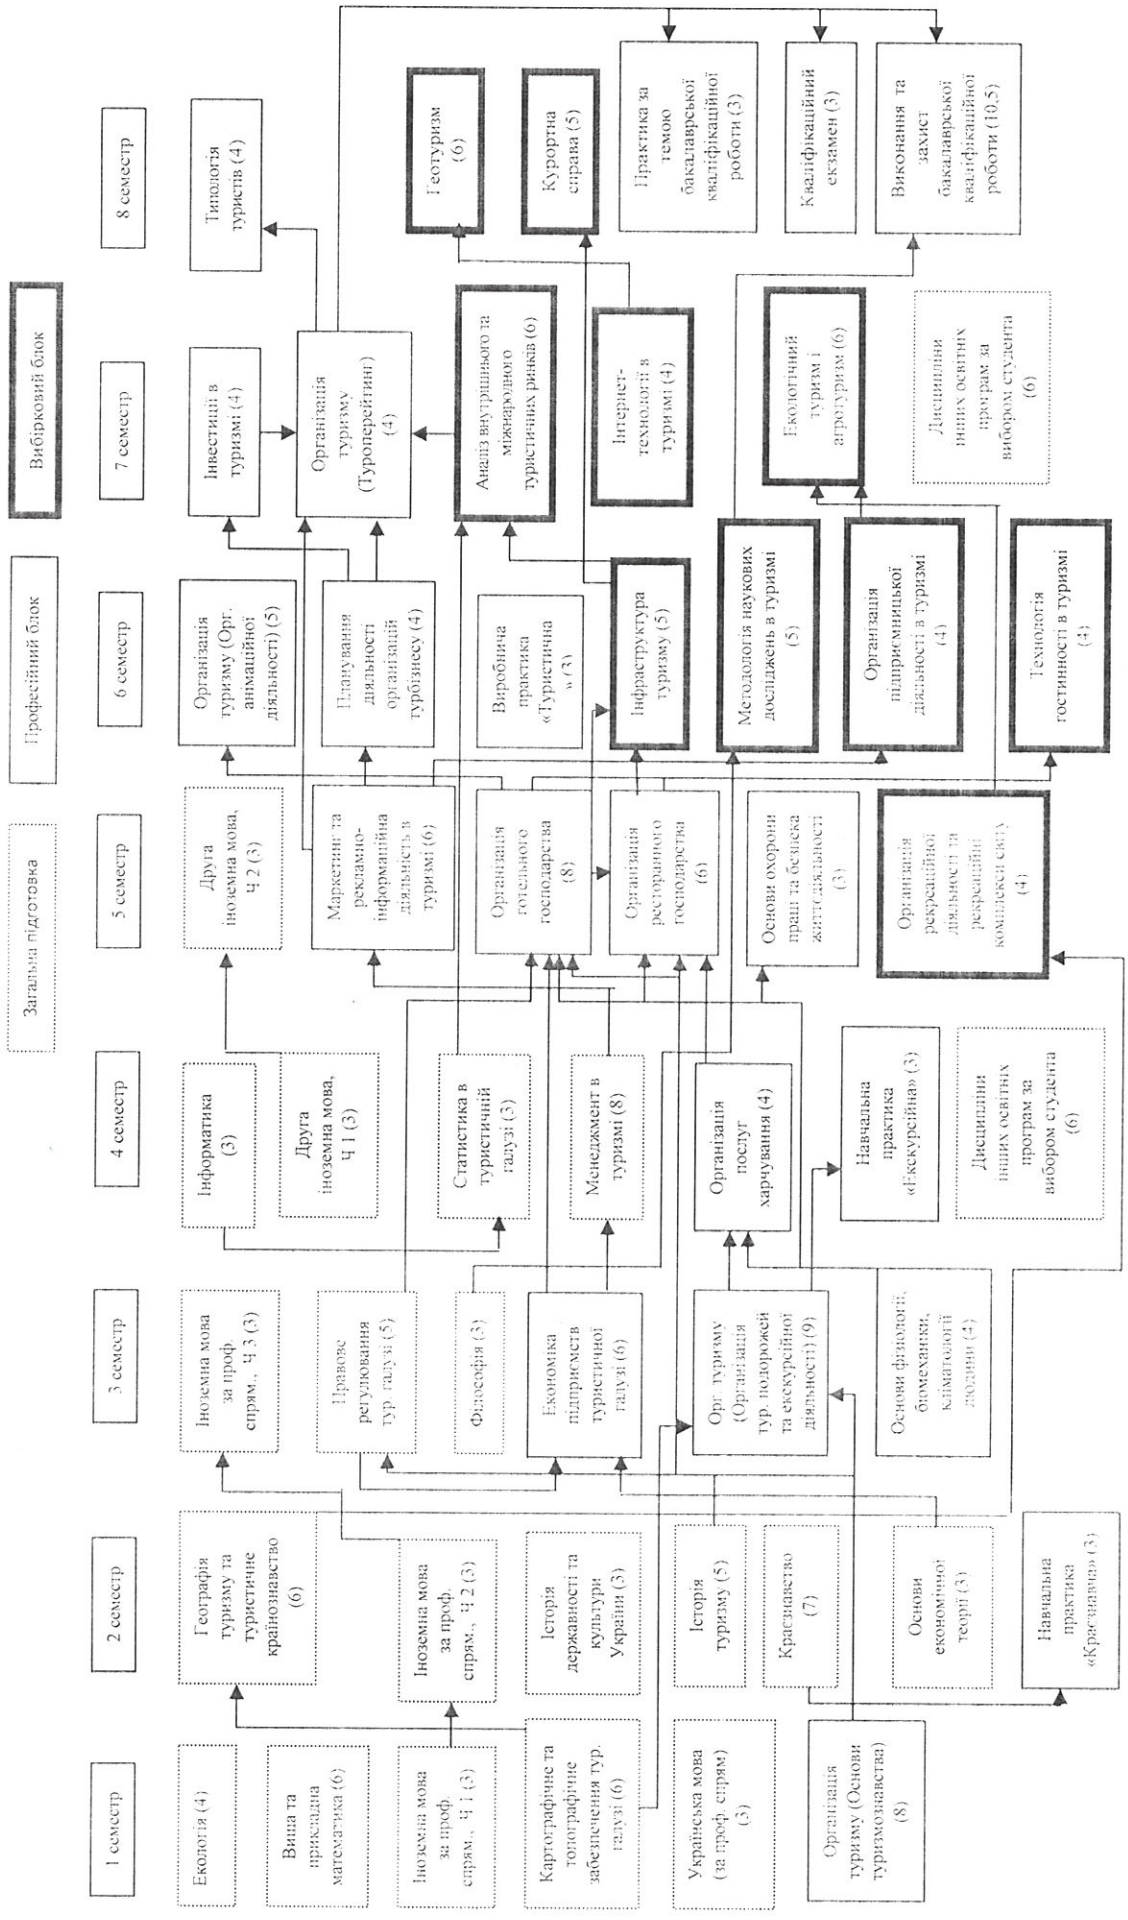 Загальна підготовка
Професійний блок
Вибірковий блок
1 семестр
2 семестр
3 семестр
4 семестр
5 семестр
6 семестр
7 семестр
8 семестр
Екологія (4)
Вища та
прикладна
математика (6)
Іноземна мова
за проф.
спрям., Ч 1 (3)
Картографічне та
топографічне
забезпечення тур.
галузі (6)
Українська мова
(за проф. спрям)
(3)
Організація
туризму (Основи
туризмознавства)
(8)
Географія
туризму та
туристичне
країнознавство
(6)
Іноземна мова
за проф.
спрям., Ч 2 (3)
Історія
державності та
культури
України (3)
Історія
туризму (5)
Краєзнавство
(7)
Основи
економічної
теорії (3)
Навчальна
практика
«Краєзнавча» (3)
Іноземна мова
за проф.
спрям., Ч 3 (3)
Правове
регулювання
тур. галузі (5)
Філософія (3)
Економіка
підприємств
туристичної
галузі (6)
Орг. туризму
(Організація
тур. подорожей
та екскурсійної
діяльності) (9)
Основи фізіології,
біомеханіки,
кліматології
людини (4)
Інформатика
(3)
Друга
іноземна мова,
Ч 1 (3)
Статистика в
туристичній
галузі (3)
Менеджмент в
туризмі (8)
Організація
послуг
харчування (4)
Навчальна
практика
«Екскурсійна» (3)
Дисципліни
інших освітніх
програм за
вибором студента
(6)
Друга
іноземна мова,
Ч 2 (3)
Маркетинг та
рекламно-
інформаційна
діяльність в
туризмі (6)
Організація
готельного
господарства
(8)
Організація
ресторанного
господарства
(6)
Основи охорони
праці та безпека
життєдіяльності
(3)
Організація
рекреаційної
діяльності та
рекреаційні
комплекси світу
(4)
Організація
туризму (Орг.
анімаційної
діяльності) (5)
Планування
діяльності
організацій
турбізнесу (4)
Виробнича
практика
«Туристична
» (3)
Інфраструктура
туризму (5)
Методологія наукових
досліджень в туризмі
(5)
Організація
підприємницької
діяльності в туризмі
(4)
Технологія
гостинності в туризмі
(4)
Інвестиції в
туризмі (4)
Організація
туризму
(Туроперейтинг)
(4)
Аналіз внутрішнього та
міжнародного
туристичних ринків (6)
Інтернет-
технології в
туризмі (4)
Екологічний
туризм і
агротуризм (6)
Дисципліни
інших освітніх
програм за
вибором студента
(6)
Типологія
туристів (4)
Геотуризм
(6)
Курортна
справа (5)
Практика за
темою
бакалаврської
кваліфікаційної
роботи (3)
Кваліфікаційний
екзамен (3)
Виконання та
захист
бакалаврської
кваліфікаційної
роботи (10,5)